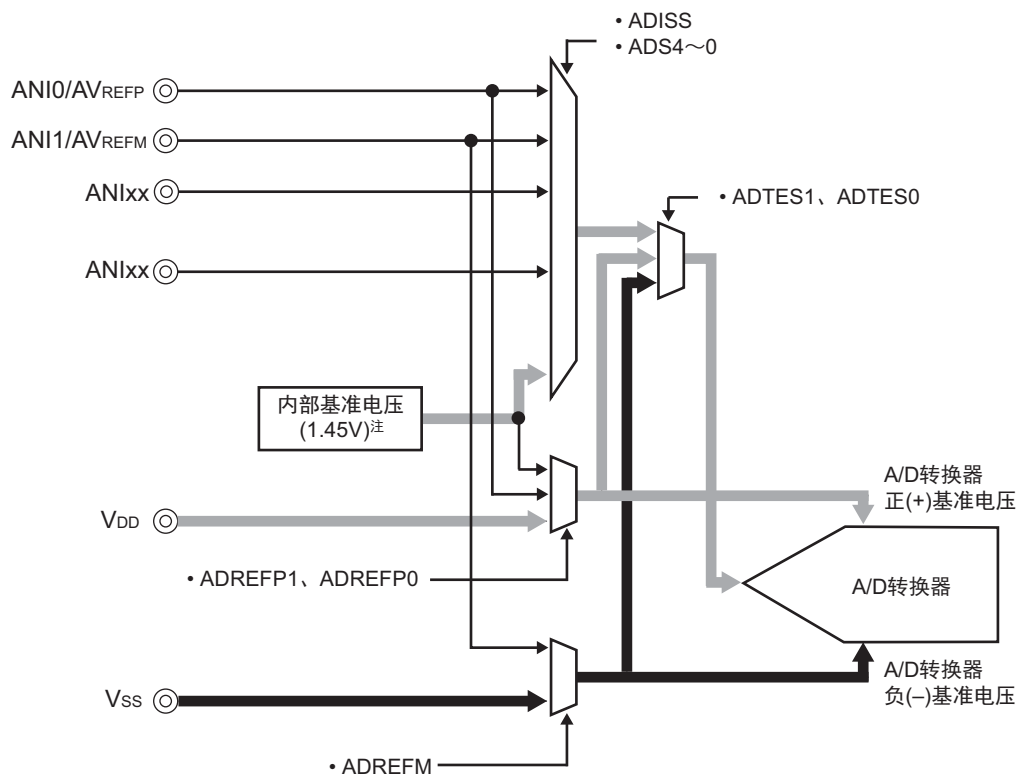 • ADISS
• ADS4～0
ANI0/AVREFP
ANI1/AVREFM
ANIxx
• ADTES1、ADTES0
ANIxx
内部基准电压
(1.45V)注
A/D转换器
正(+)基准电压
VDD
• ADREFP1、ADREFP0
A/D转换器
A/D转换器
负(–)基准电压
VSS
• ADREFM